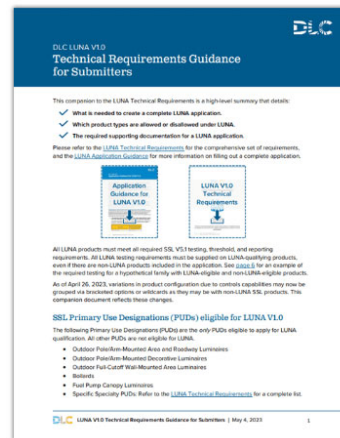 DLC
DLC LUNA V1.0
Technical Requirements Guidance
for Submitters
This companion to the LUNA Technical Requirements is a high-level summary that details:
What is needed to create a complete LUNA application.
Which product types are allowed or disallowed under LUNA.
The required supporting documentation for a LUNA application.
Please refer to the LUNA Technical Requirements for the comprehensive set of requirements,
and the LUNA Application Guidance for more information on filling out a complete application.
Application
Guidance for
LUNA V1.0
LUNA V1.0
Technical
Requirements
All LUNA products must meet all required SSL V5.1 testing, threshold, and reporting
requirements. All LUNA testing requirements must be supplied on LUNA-qualifying products,
even if there are non-LUNA products included in the application. See page 6 for an example of
the required testing for a hypothetical family with LUNA-eligible and non-LUNA-eligible products.
As of April 26, 2023, variations in product configuration due to controls capabilities may now be
grouped via bracketed options or wildcards as they may be with non-LUNA SSL products. This
companion document reflects these changes.
SSL Primary Use Designations (PUDs) eligible for LUNA V1.0
The following Primary Use Designations (PUDs) are the only PUDs eligible to apply for LUNA
qualification. All other PUDs are not eligible for LUNA.
• Outdoor Pole/Arm-Mounted Area and Roadway Luminaires
• Outdoor Pole/Arm-Mounted Decorative Luminaires
• Outdoor Full-Cutoff Wall-Mounted Area Luminaires
• Bollards
• Fuel Pump Canopy Luminaires
• Specific Specialty PUDs: Refer to the LUNA Technical Requirements for a complete list.
DLC LUNA V1.0 Technical Requirements Guidance for Submitters | May 4, 2023 1